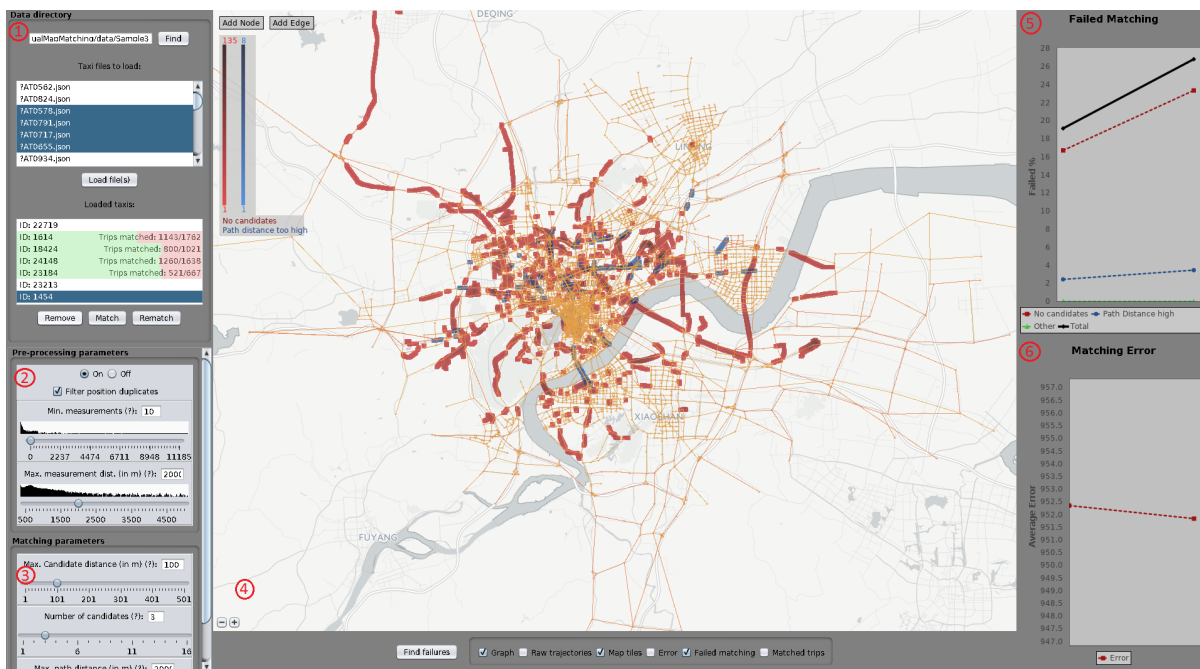 Data directory
1
ualMapMatching/data/Sample3 Find
Taxi files to load:
?AT0562.json
?AT0824.json
?AT0578.json
?AT0791.json
?AT0717.json
?AT0655.json
?AT0934.json
Load file(s)
Loaded taxis:
ID: 22719
ID: 1614 Trips matched: 1143/1762
ID: 18424 Trips matched: 800/1021
ID: 24148 Trips matched: 1260/1638
ID: 23184 Trips matched: 521/667
ID: 23213
ID: 1454
Remove Match Rematch
Pre-processing parameters
2
On Off
Filter position duplicates
Min. measurements (?): 10
0 2237 4474 6711 8948 11185
Max. measurement dist. (in m) (?): 200
500 1500 2500 3500 4500
Matching parameters
3
Max. Candidate distance (in m) (?): 100
1 101 201 301 401 501
Number of candidates (?): 3
1 6 11 16
Max. path distance (in m) (?): 200
Add Node Add Edge
135 8
1 1
No candidates
Path distance too high
DEQING
XIAOSHAN
FUYANG
4
Find failures Graph Raw trajectories Map tiles Error Failed matching Matched trips
5
Failed Matching
28
26
24
22
20
18
16
14
12
10
8
6
4
2
0
Failed %
No candidates Path Distance high
Other Total
6
Matching Error
957.0
956.5
956.0
955.5
955.0
954.5
954.0
953.5
953.0
952.5
952.0
951.5
951.0
950.5
950.0
949.5
949.0
948.5
948.0
947.5
947.0
Average Error
Error